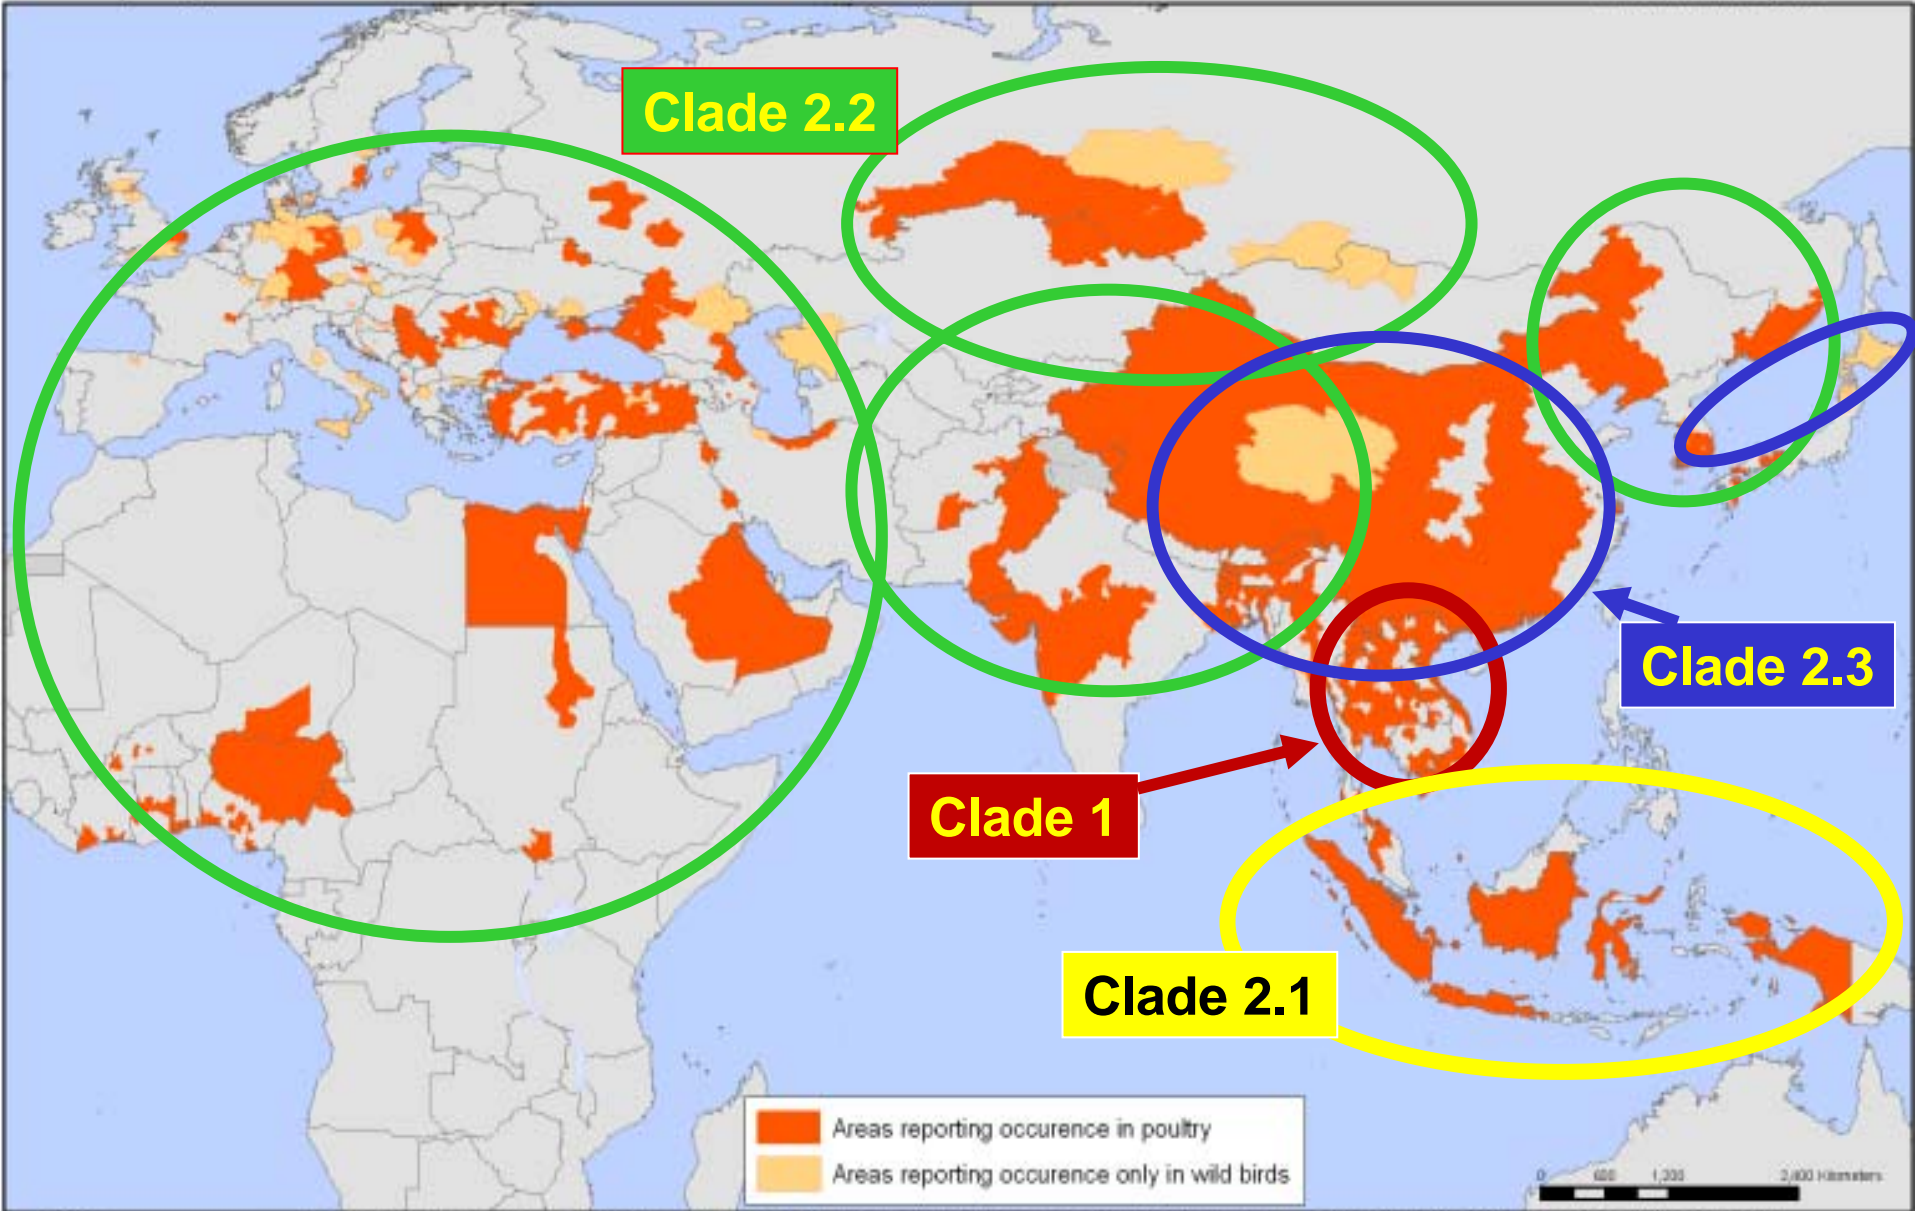 Clade 2.2
Clade 2.3
Clade 1
Clade 2.1
Areas reporting occurence in poultry
Areas reporting occurence only in wild birds
0 600 1,200 2,400 Kilometers